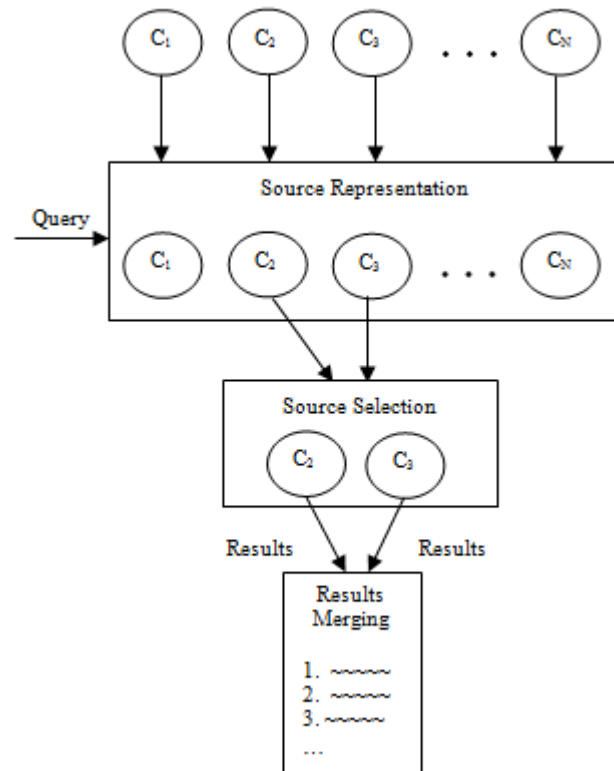 C₁ C₂ C₃ . . . Cₙ
Source Representation
Query
C₁ C₂ C₃ . . . Cₙ
Source Selection
C₂ C₃
Results Results
Results
Merging
1. ~~~~~
2. ~~~~~
3. ~~~~~
...